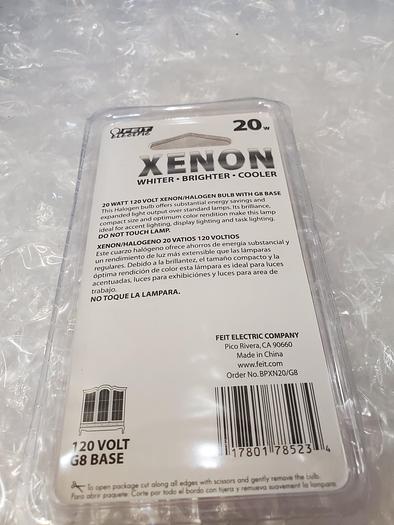 FEIT
ELECTRIC
20 W
XENON
WHITER • BRIGHTER • COOLER
20 WATT 120 VOLT XENON/HALOGEN BULB WITH G8 BASE
This Halogen bulb offers substantial energy savings and
expanded light output over standard lamps. Its brilliance,
compact size and optimum color rendition make this lamp
ideal for accent lighting, display lighting and task lighting.
DO NOT TOUCH LAMP.
XENON/HALOGENO 20 VATIOS 120 VOLTIOS
Este cuarzo halógeno ofrece ahorros de energía substancial y
un rendimiento de luz más extensible que las lámparas
regulares. Debido a la brillantez, el tamaño compacto y la
óptima rendición de color esta lámpara es ideal para luces
acentuadas, luces para exhibiciónes y luces para area de
trabajo.
NO TOQUE LA LAMPARA.
FEIT ELECTRIC COMPANY
Pico Rivera, CA 90660
Made in China
www.feit.com
Order No. BPXN20/G8
120 VOLT
G8 BASE
17801 78523 4
To open package cut along all edges with scissors and gently remove the bulb.
Para abrir paquete. Corte por todo el bordo con tijera y remueva suavemente la lampara.